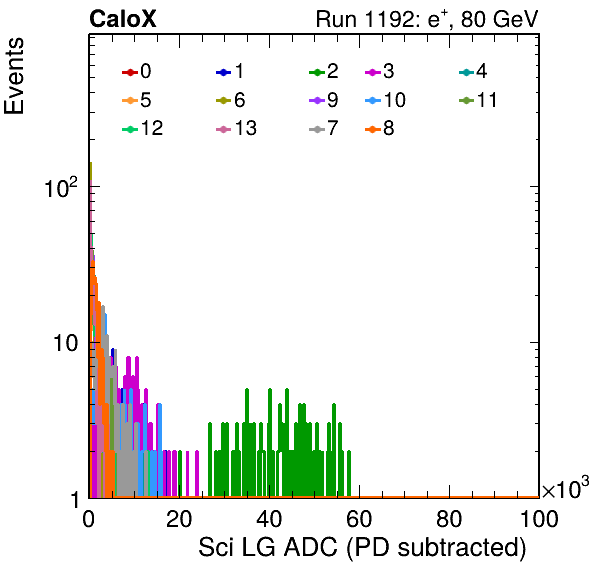 CaloX Run 1192: e⁺, 80 GeV
Events
0 1 2 3 4
5 6 9 10 11
12 13 7 8
10²
10
1
0 20 40 60 80 100 ×10³
Sci LG ADC (PD subtracted)